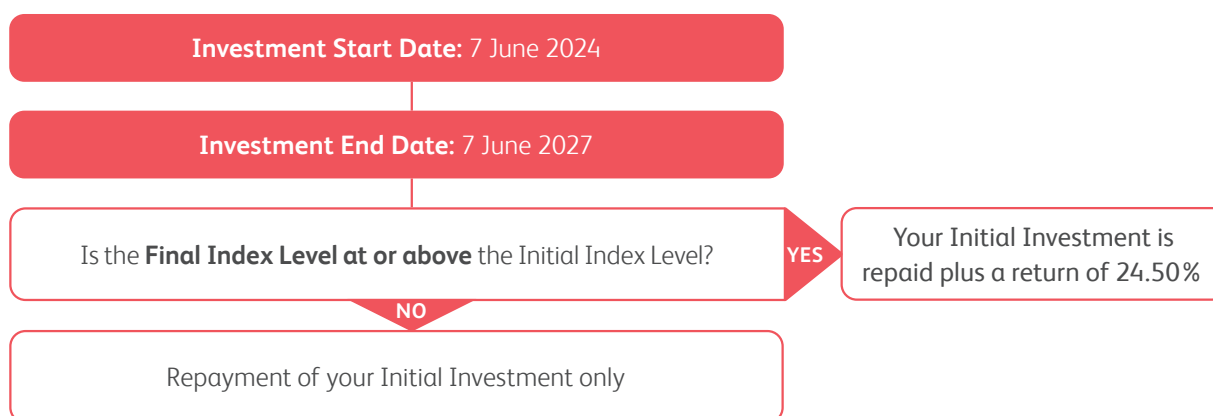 Investment Start Date: 7 June 2024
Investment End Date: 7 June 2027
Is the Final Index Level at or above the Initial Index Level?
YES
Your Initial Investment is
repaid plus a return of 24.50%
NO
Repayment of your Initial Investment only